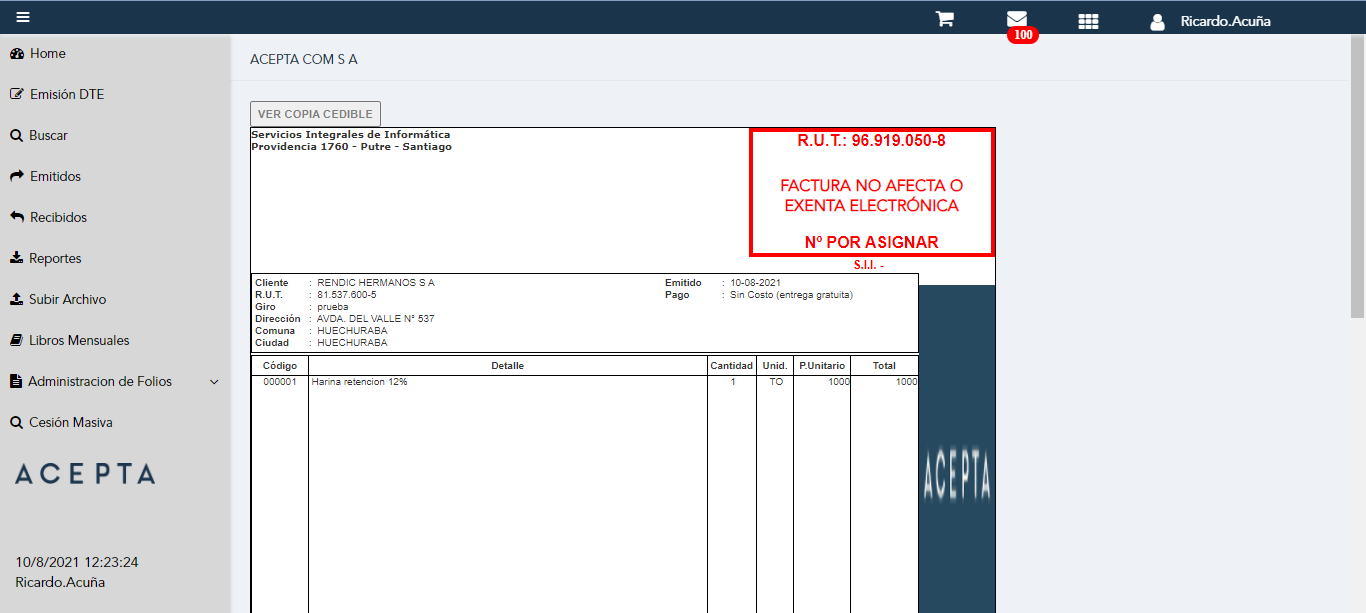 Ricardo.Acuña
100
Home
Emisión DTE
Buscar
Emitidos
Recibidos
Reportes
Subir Archivo
Libros Mensuales
Administracion de Folios
Cesión Masiva
ACEPTA
10/8/2021 12:23:24
Ricardo.Acuña
ACEPTA COM S A
VER COPIA CEDIBLE
Servicios Integrales de Informática
Providencia 1760 - Putre - Santiago
R.U.T.: 96.919.050-8
FACTURA NO AFECTA O
EXENTA ELECTRÓNICA
Nº POR ASIGNAR
S.I.I. -
Cliente : RENDIC HERMANOS S A Emitido : 10-08-2021
R.U.T. : 81.537.600-5 Pago : Sin Costo (entrega gratuita)
Giro : prueba
Dirección : AVDA. DEL VALLE N° 537
Comuna : HUECHURABA
Ciudad : HUECHURABA
Código Detalle Cantidad Unid. P.Unitario Total
000001 Harina retencion 12% 1 TO 1000 1000
ACEPTA